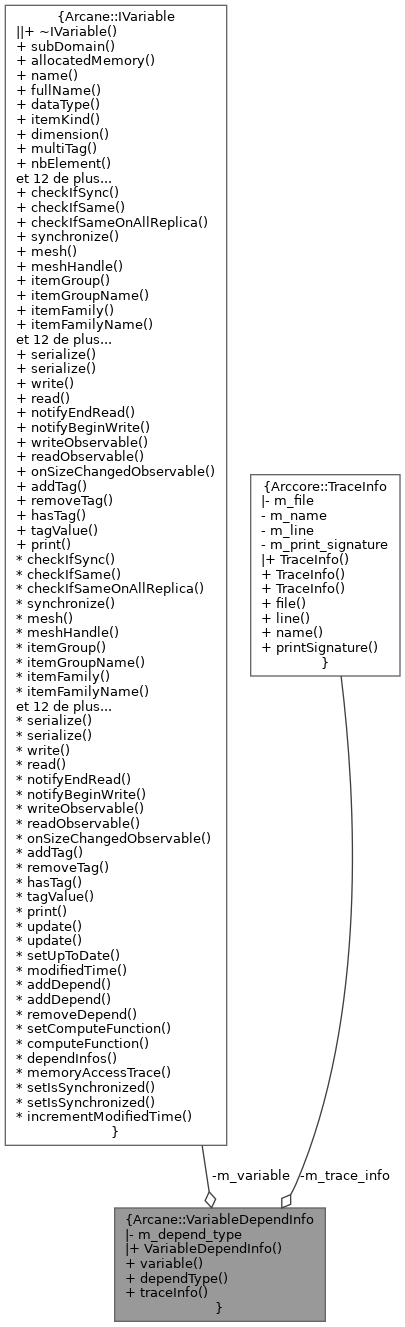 {Arcane::IVariable
||+ ~IVariable()
+ subDomain()
+ allocatedMemory()
+ name()
+ fullName()
+ dataType()
+ itemKind()
+ dimension()
+ multiTag()
+ nbElement()
et 12 de plus...
+ checkIfSync()
+ checkIfSame()
+ checkIfSameOnAllReplica()
+ synchronize()
+ mesh()
+ meshHandle()
+ itemGroup()
+ itemGroupName()
+ itemFamily()
+ itemFamilyName()
et 12 de plus...
+ serialize()
+ serialize()
+ write()
+ read()
+ notifyEndRead()
+ notifyBeginWrite()
+ writeObservable()
+ readObservable()
+ onSizeChangedObservable()
+ addTag()
+ removeTag()
+ hasTag()
+ tagValue()
+ print()
* checkIfSync()
* checkIfSame()
* checkIfSameOnAllReplica()
* synchronize()
* mesh()
* meshHandle()
* itemGroup()
* itemGroupName()
* itemFamily()
* itemFamilyName()
et 12 de plus...
* serialize()
* serialize()
* write()
* read()
* notifyEndRead()
* notifyBeginWrite()
* writeObservable()
* readObservable()
* onSizeChangedObservable()
* addTag()
* removeTag()
* hasTag()
* tagValue()
* print()
* update()
* update()
* setUpToDate()
* modifiedTime()
* addDepend()
* addDepend()
* removeDepend()
* setComputeFunction()
* computeFunction()
* dependInfos()
* memoryAccessTrace()
* setIsSynchronized()
* setIsSynchronized()
* incrementModifiedTime()
}
{Arccore::TraceInfo
|- m_file
- m_name
- m_line
- m_print_signature
|+ TraceInfo()
+ TraceInfo()
+ TraceInfo()
+ file()
+ line()
+ name()
+ printSignature()
}
-m_variable
-m_trace_info
{Arcane::VariableDependInfo
|- m_depend_type
|+ VariableDependInfo()
+ variable()
+ dependType()
+ traceInfo()
}